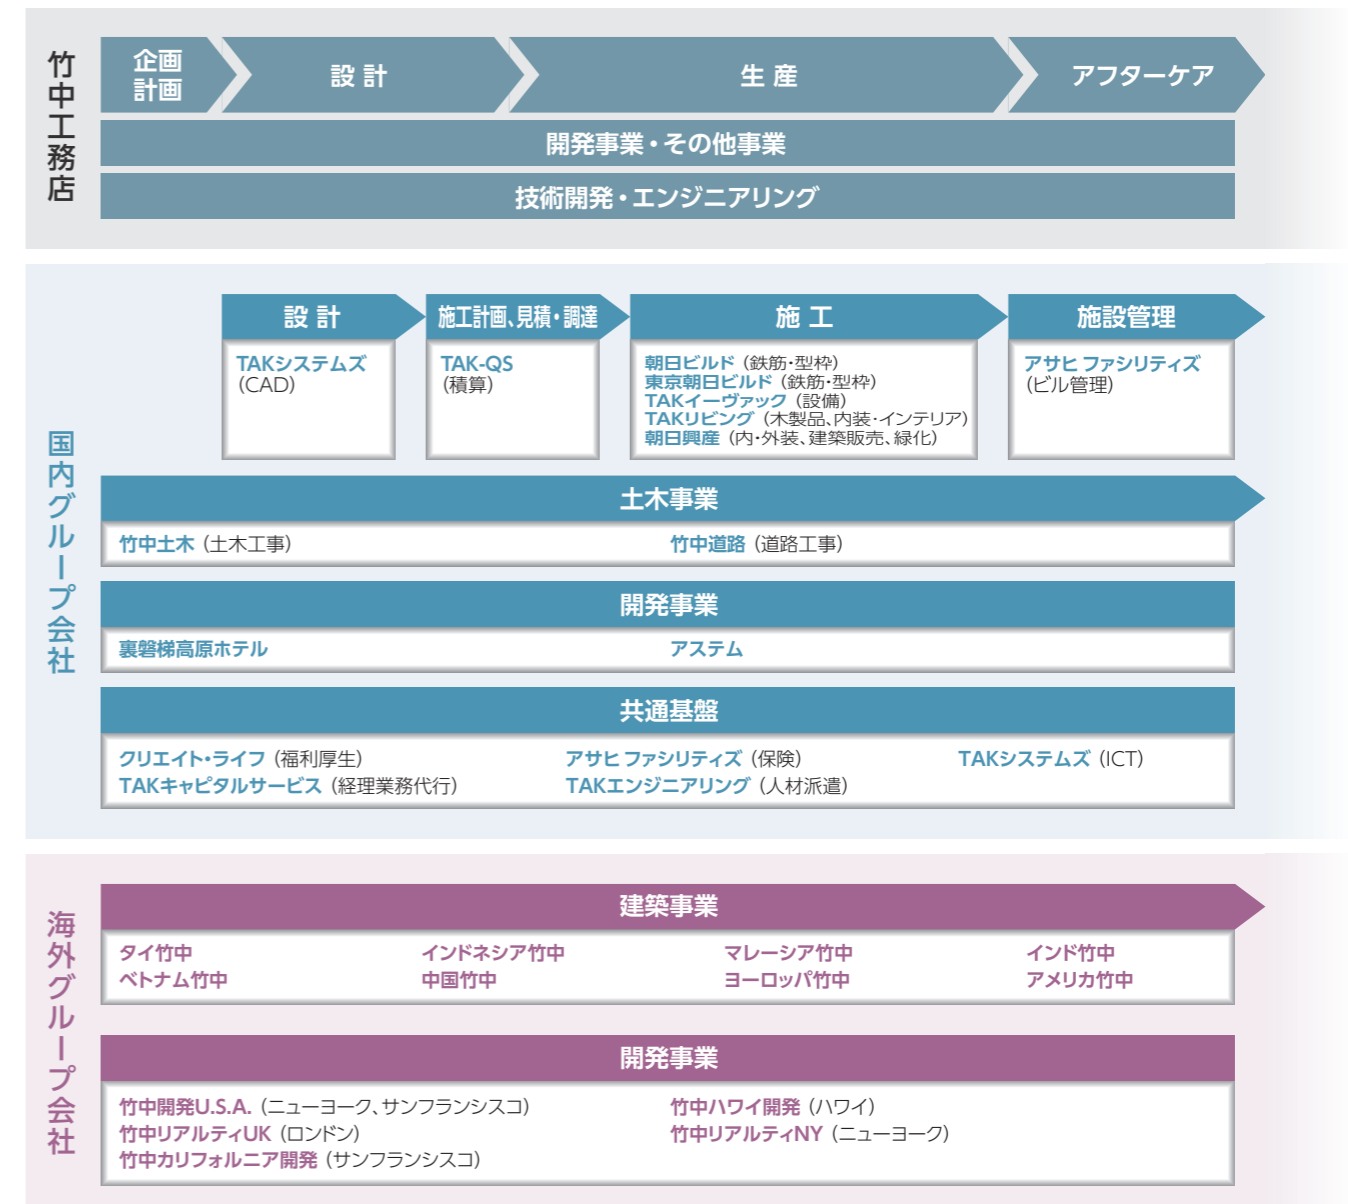 竹中工務店
企画
計画
設計
生産
アフターケア
開発事業・その他事業
技術開発・エンジニアリング
国内グループ会社
設計
施工計画、見積・調達
施工
施設管理
TAKシステムズ
(CAD)
TAK-QS
(積算)
朝日ビルド (鉄筋・型枠)
東京朝日ビルド (鉄筋・型枠)
TAKイーヴァック (設備)
TAKリビング (木製品、内装・インテリア)
朝日興産 (内・外装、建築販売、緑化)
アサヒ ファシリティズ
(ビル管理)
土木事業
竹中土木 (土木工事)
竹中道路 (道路工事)
開発事業
裏磐梯高原ホテル
アステム
共通基盤
クリエイト・ライフ (福利厚生)
アサヒ ファシリティズ (保険)
TAKシステムズ (ICT)
TAKキャピタルサービス (経理業務代行)
TAKエンジニアリング (人材派遣)
海外グループ会社
建築事業
タイ竹中
インドネシア竹中
マレーシア竹中
インド竹中
ベトナム竹中
中国竹中
ヨーロッパ竹中
アメリカ竹中
開発事業
竹中開発U.S.A. (ニューヨーク、サンフランシスコ)
竹中ハワイ開発 (ハワイ)
竹中リアルティUK (ロンドン)
竹中リアルティNY (ニューヨーク)
竹中カリフォルニア開発 (サンフランシスコ)